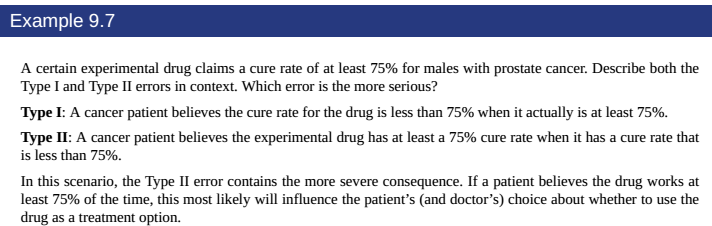 Example 9.7
A certain experimental drug claims a cure rate of at least 75% for males with prostate cancer. Describe both the
Type I and Type II errors in context. Which error is the more serious?
Type I: A cancer patient believes the cure rate for the drug is less than 75% when it actually is at least 75%.
Type II: A cancer patient believes the experimental drug has at least a 75% cure rate when it has a cure rate that
is less than 75%.
In this scenario, the Type II error contains the more severe consequence. If a patient believes the drug works at
least 75% of the time, this most likely will influence the patient’s (and doctor’s) choice about whether to use the
drug as a treatment option.